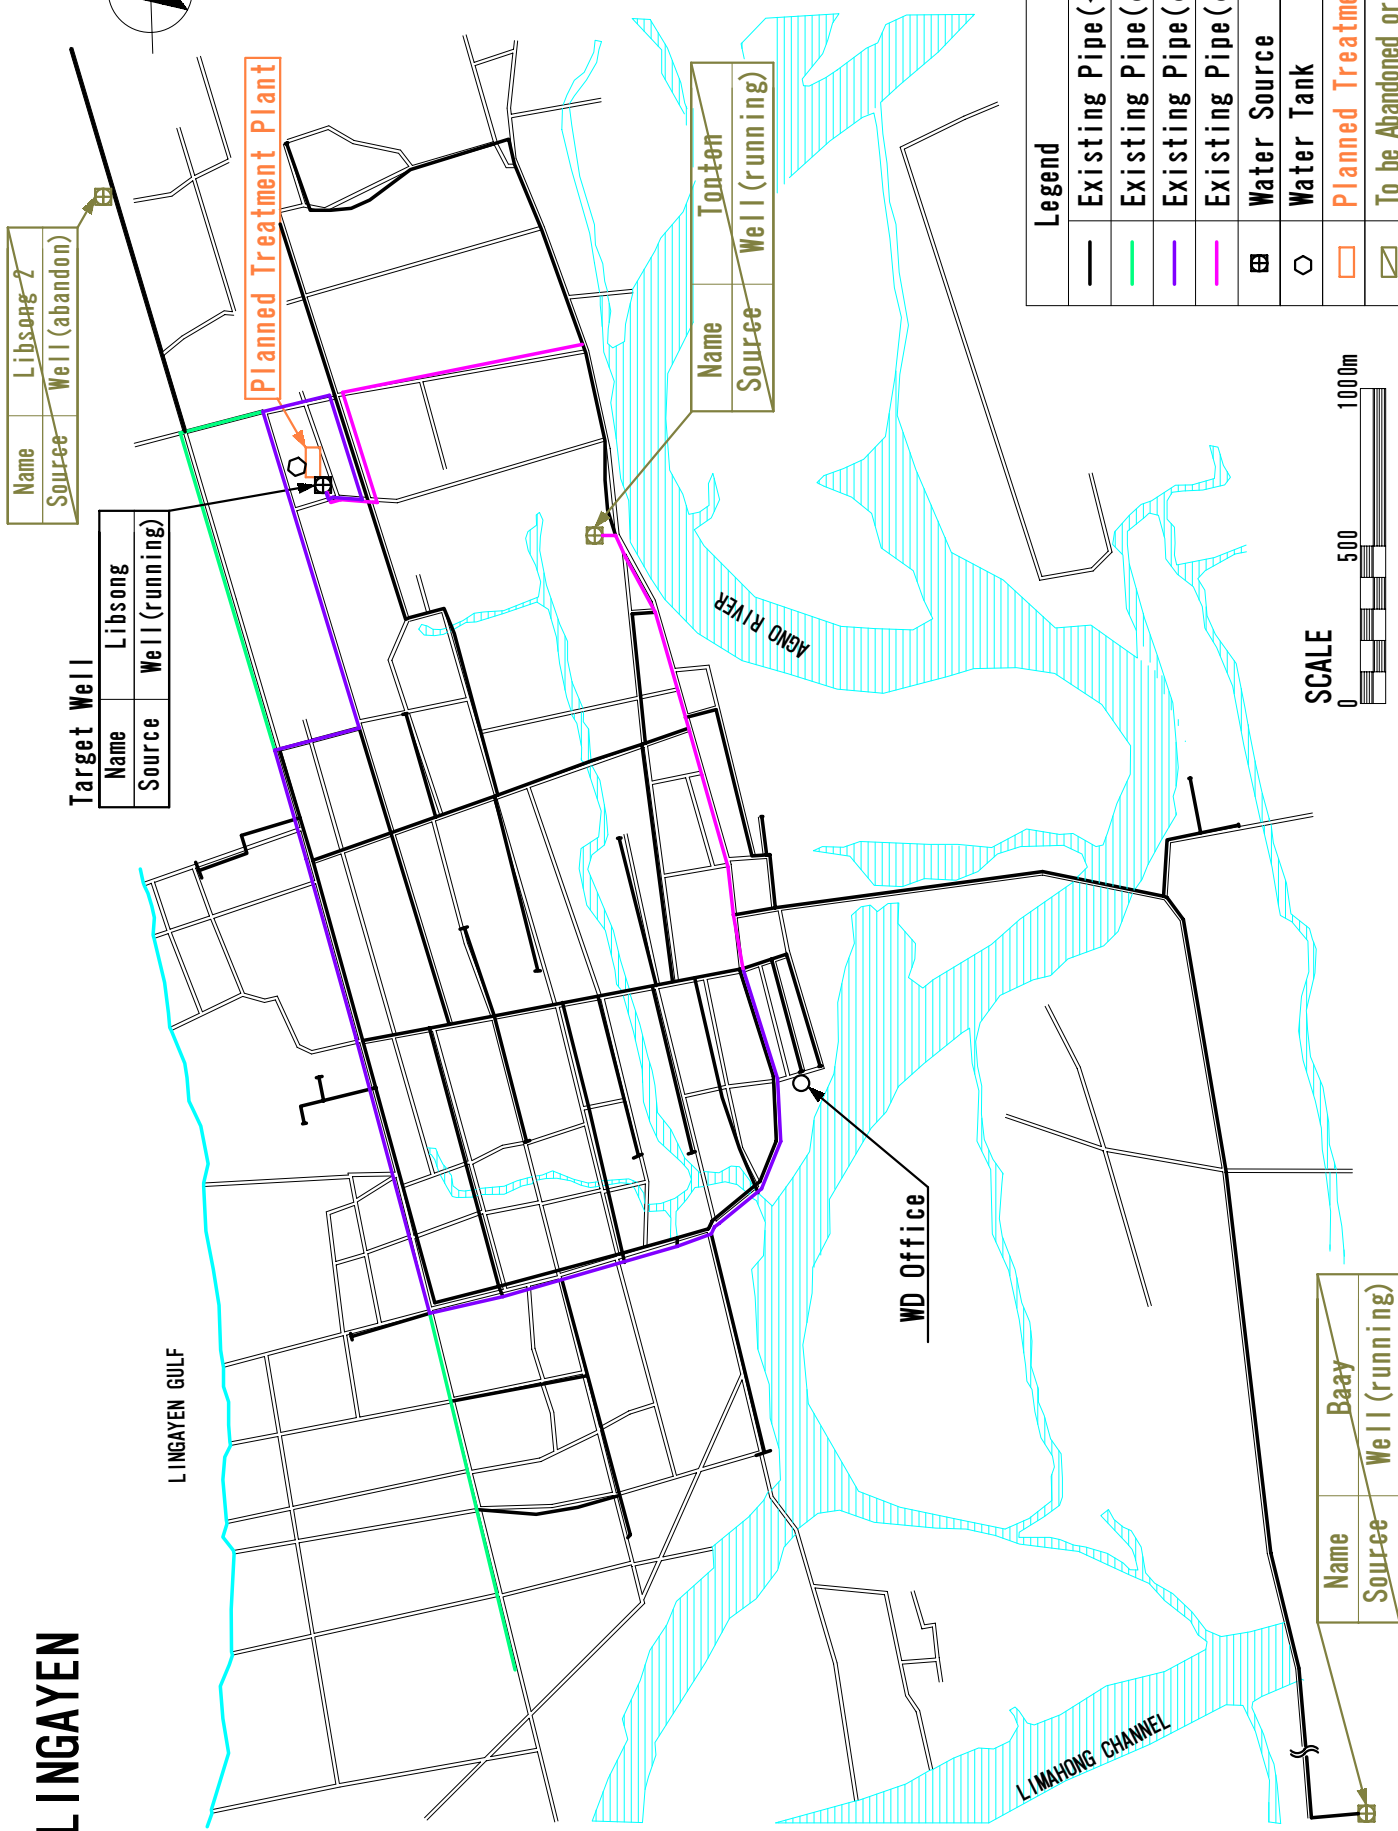 LINGAYEN
Name Libsong 2
Source Well(abandon)
Planned Treatment Plant
Target Well
Name Libsong
Source Well(running)
Name Tonton
Source Well(running)
AGNO RIVER
LINGAYEN GULF
WD Office
LIMAHONG CHANNEL
Name Baay
Source Well(running)
SCALE
0 500 1000m
Legend
Existing Pipe(
Existing Pipe(
Existing Pipe(
Existing Pipe(
Water Source
Water Tank
Planned Treatme
To be Abandoned or